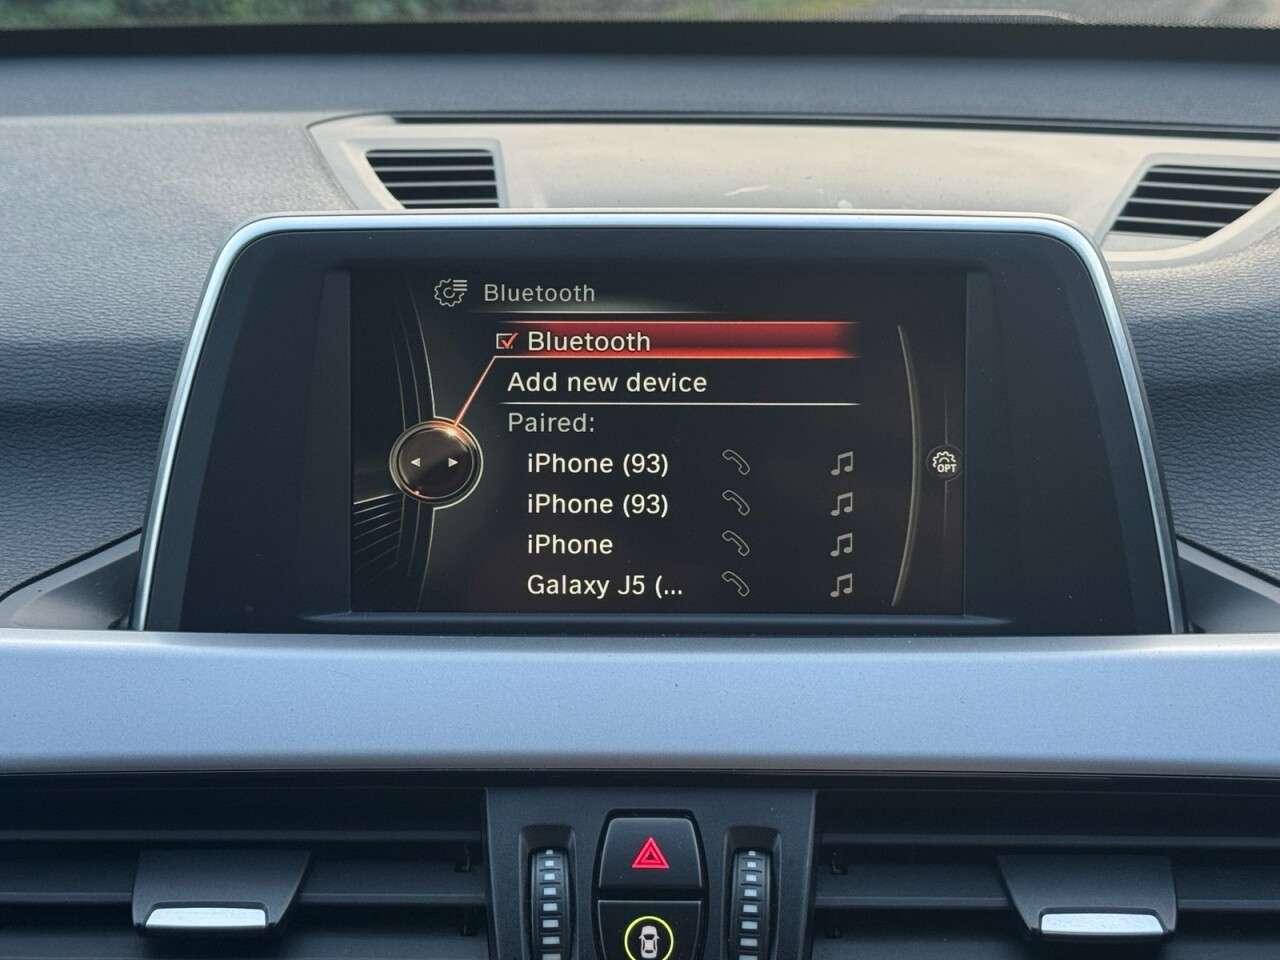 Bluetooth
Bluetooth
Add new device
Paired:
iPhone (93)
iPhone (93)
OPT
iPhone
Galaxy J5 (...